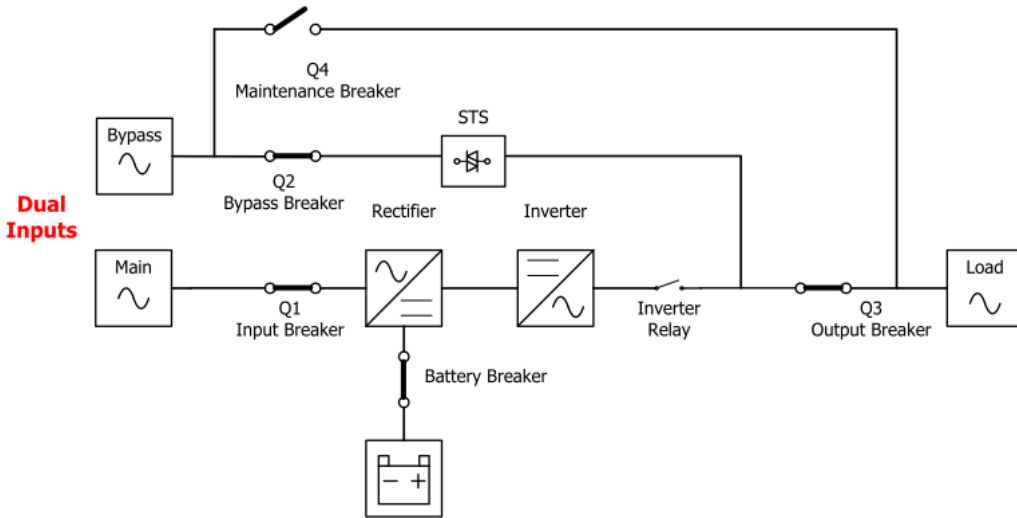 Q4
Maintenance Breaker
Bypass
STS
Q2
Bypass Breaker
Dual
Inputs
Rectifier
Inverter
Main
Load
Q1
Input Breaker
Inverter
Relay
Q3
Output Breaker
Battery Breaker